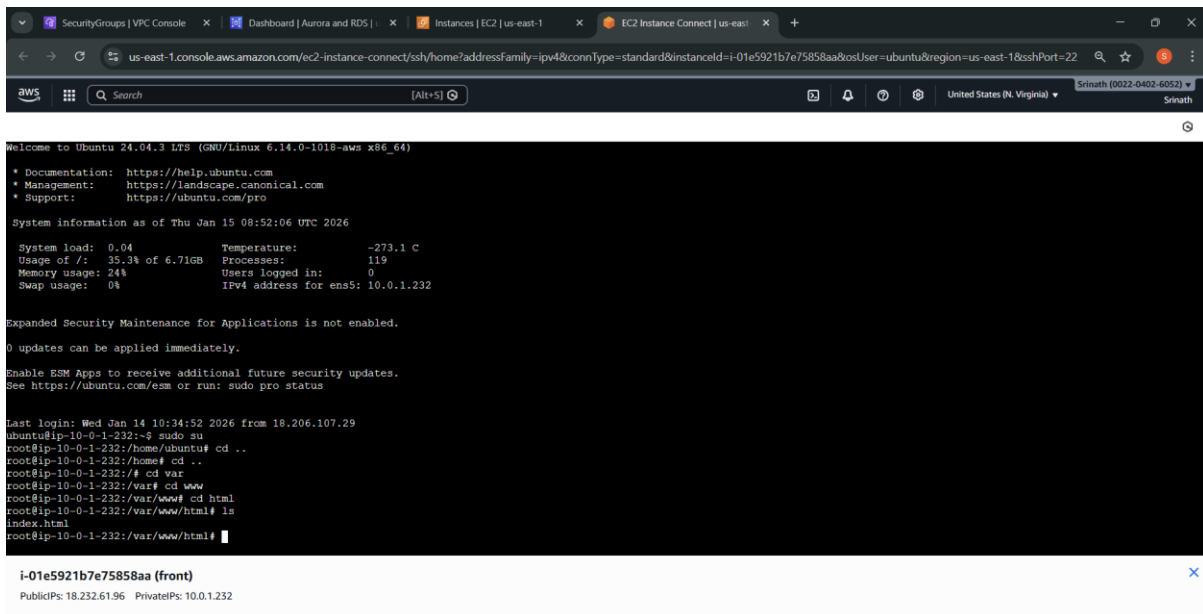 SecurityGroups | VPC Console
Dashboard | Aurora and RDS |
Instances | EC2 | us-east-1
EC2 Instance Connect | us-east-
us-east-1.console.aws.amazon.com/ec2-instance-connect/ssh/home?addressFamily=ipv4&connType=standard&instanceId=i-01e5921b7e75858aa&osUser=ubuntu&region=us-east-1&sshPort=22
S
aws
Search
[Alt+S]
United States (N. Virginia)
Srinath (0022-0402-6052)
Srinath
Welcome to Ubuntu 24.04.3 LTS (GNU/Linux 6.14.0-1018-aws x86_64)
* Documentation: https://help.ubuntu.com
* Management: https://landscape.canonical.com
* Support: https://ubuntu.com/pro
System information as of Thu Jan 15 08:52:06 UTC 2026
System load: 0.04 Temperature: -273.1 C
Usage of /: 35.3% of 6.71GB Processes: 119
Memory usage: 24% Users logged in: 0
Swap usage: 0% IPv4 address for ens5: 10.0.1.232
Expanded Security Maintenance for Applications is not enabled.
0 updates can be applied immediately.
Enable ESM Apps to receive additional future security updates.
See https://ubuntu.com/esm or run: sudo pro status
Last login: Wed Jan 14 10:34:52 2026 from 18.206.107.29
ubuntu@ip-10-0-1-232:~$ sudo su
root@ip-10-0-1-232:/home/ubuntu# cd ..
root@ip-10-0-1-232:/home# cd ..
root@ip-10-0-1-232:/# cd var
root@ip-10-0-1-232:/var# cd www
root@ip-10-0-1-232:/var/www# cd html
root@ip-10-0-1-232:/var/www/html# ls
index.html
root@ip-10-0-1-232:/var/www/html#
i-01e5921b7e75858aa (front)
PublicIPs: 18.232.61.96 PrivateIPs: 10.0.1.232